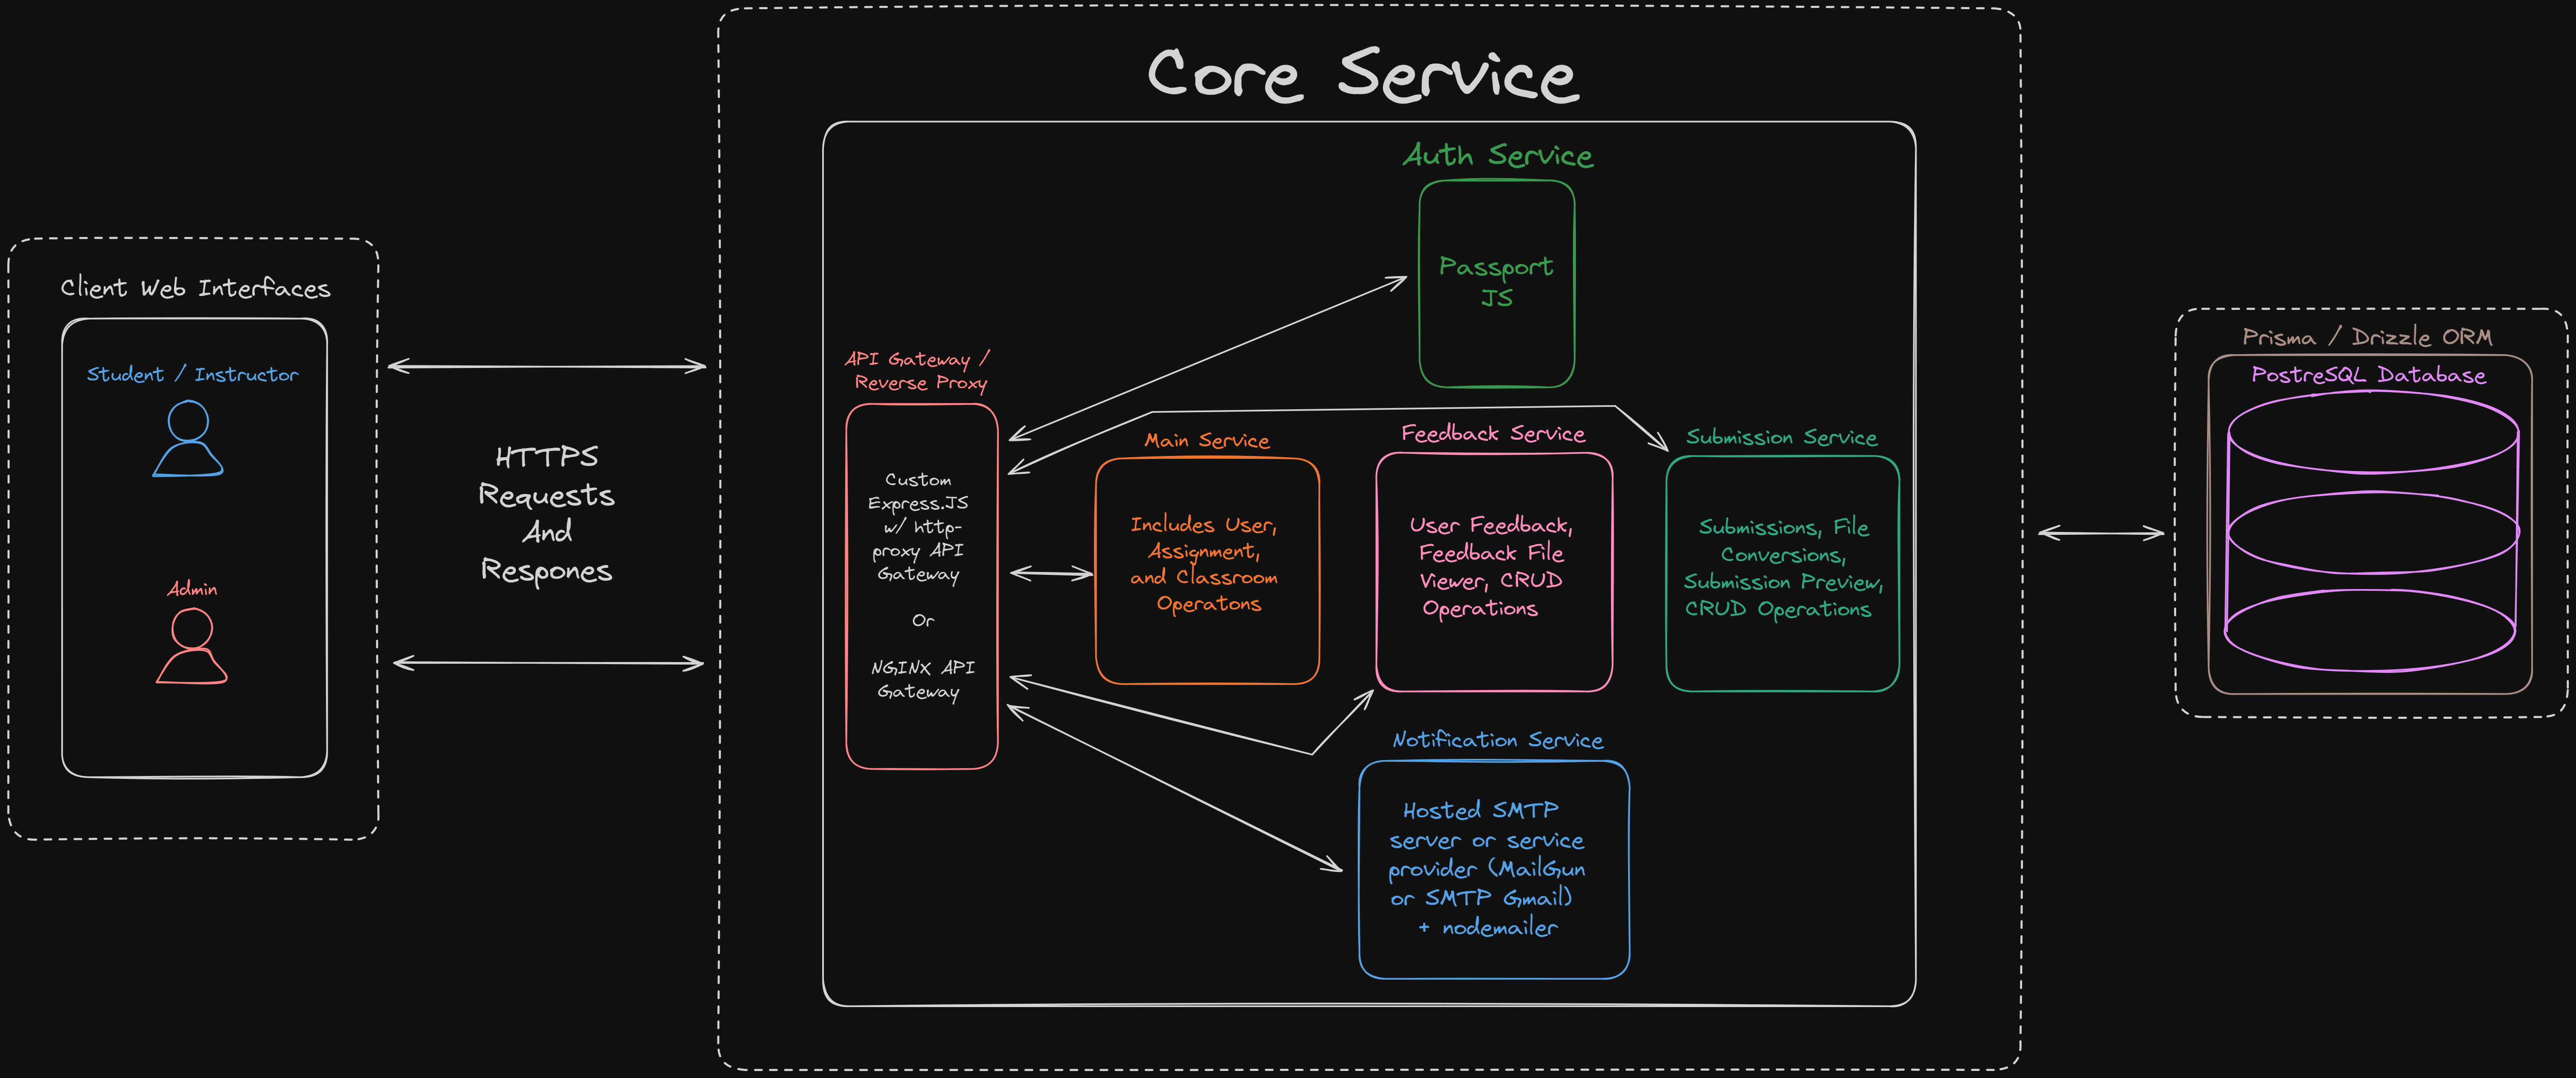 Core Service
Client Web Interfaces
Student / Instructor
Admin
HTTPS
Requests
And
Respones
API Gateway /
Reverse Proxy
Custom
Express.JS
w/ http-
proxy API
Gateway
Or
NGINX API
Gateway
Auth Service
Passport
JS
Main Service
Includes User,
Assignment,
and Classroom
Operatons
Feedback Service
User Feedback,
Feedback File
Viewer, CRUD
Operations
Submission Service
Submissions, File
Conversions,
Submission Preview,
CRUD Operations
Notification Service
Hosted SMTP
server or service
provider (MailGun
or SMTP Gmail)
+ nodemailer
Prisma / Drizzle ORM
PostreSQL Database